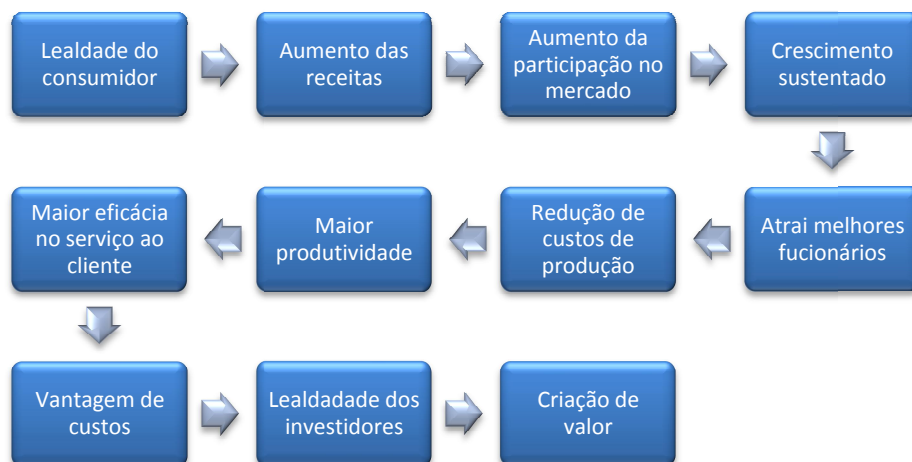 Lealdade do
consumidor
Aumento das
receitas
Aumento da
participação no
mercado
Crescimento
sustentado
Atrai melhores
fucionários
Redução de
custos de
produção
Maior
produtividade
Maior eficácia
no serviço ao
cliente
Vantagem de
custos
Lealdadade dos
investidores
Criação de
valor